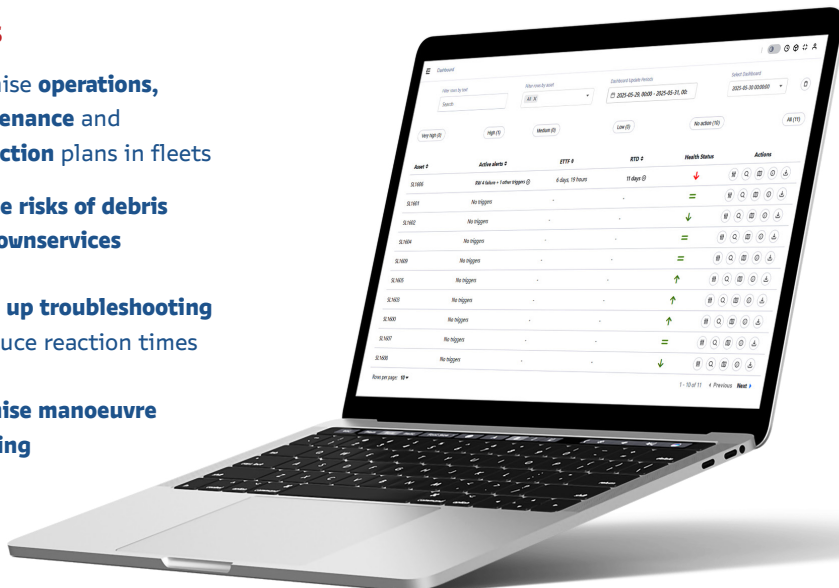 s
ise operations,
enance and
ction plans in fleets
e risks of debris
ownservices
up troubleshooting
uce reaction times
ise manoeuvre
ing
Dashboard
Filter rows by text
Search
Filter rows by asset
All ×
Dashboard Update Periods
2025-05-29, 00:00 - 2025-05-31, 00:
Select Dashboard
2025-05-30 00:00:00
Very high (0)
High (1)
Medium (0)
Low (0)
No action (10)
All (11)
Asset Active alerts ETTF RTD Health Status Actions
SL1606 RW 4 failure + 1 other triggers 6 days, 19 hours 11 days
SL1601 No triggers - -
SL1602 No triggers - -
SL1604 No triggers - -
SL1609 No triggers - -
SL1605 No triggers - -
SL1603 No triggers - -
SL1600 No triggers - -
SL1607 No triggers - -
SL1608 No triggers - -
Rows per page: 10
1 - 10 of 11 Previous Next